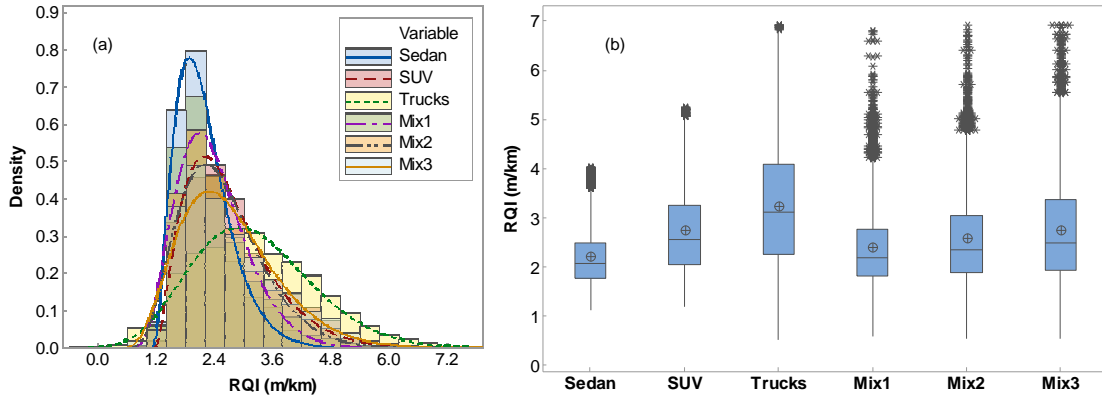 (a)
Variable
Sedan
SUV
Trucks
Mix1
Mix2
Mix3
Density
0.9
0.8
0.7
0.6
0.5
0.4
0.3
0.2
0.1
0.0
0.0 1.2 2.4 3.6 4.8 6.0 7.2
RQI (m/km)
(b)
RQI (m/km)
7
6
5
4
3
2
1
0
Sedan SUV Trucks Mix1 Mix2 Mix3